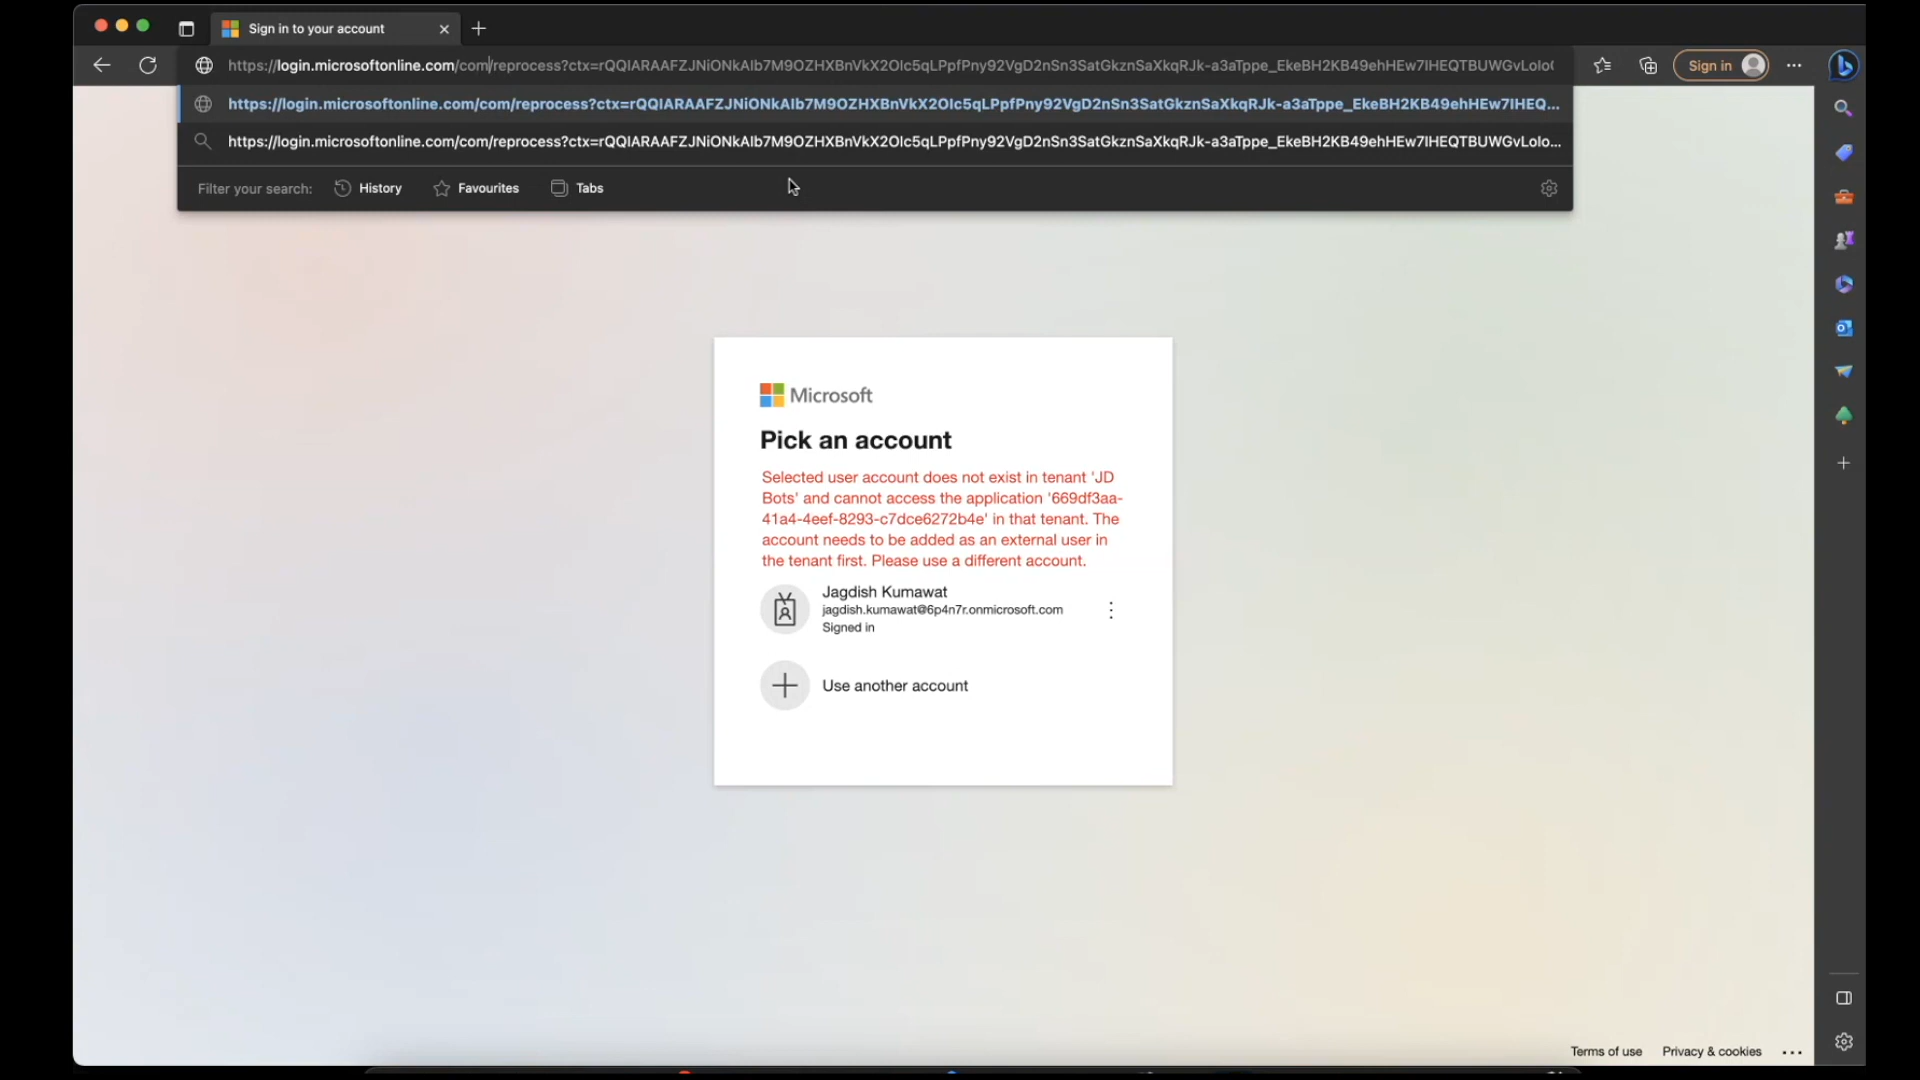 Sign in to your account
https://login.microsoftonline.com/com/reprocess?ctx=rQQIARAAFZJNiONkAIb7M9OZHXBnVkX2OIc5qLPpfPny92VgD2nSn3SatGkznSaXkqRJk-a3aTppe_EkeBH2KB49ehHEw7IHEQTBUWGvLoIo(
Sign in
https://login.microsoftonline.com/com/reprocess?ctx=rQQIARAAFZJNiONkAIb7M9OZHXBnVkX2OIc5qLPpfPny92VgD2nSn3SatGkznSaXkqRJk-a3aTppe_EkeBH2KB49ehHEw7IHEQ...
https://login.microsoftonline.com/com/reprocess?ctx=rQQIARAAFZJNiONkAIb7M9OZHXBnVkX2OIc5qLPpfPny92VgD2nSn3SatGkznSaXkqRJk-a3aTppe_EkeBH2KB49ehHEw7IHEQTBUWGvLoIo...
Filter your search: History Favourites Tabs
Microsoft
Pick an account
Selected user account does not exist in tenant 'JD
Bots' and cannot access the application '669df3aa-
41a4-4eef-8293-c7dce6272b4e' in that tenant. The
account needs to be added as an external user in
the tenant first. Please use a different account.
Jagdish Kumawat
jagdish.kumawat@6p4n7r.onmicrosoft.com
Signed in
Use another account
Terms of use Privacy & cookies